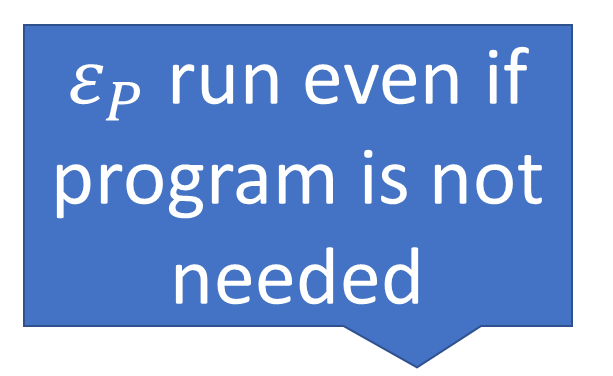 𝜀𝑃 run even if
program is not
needed